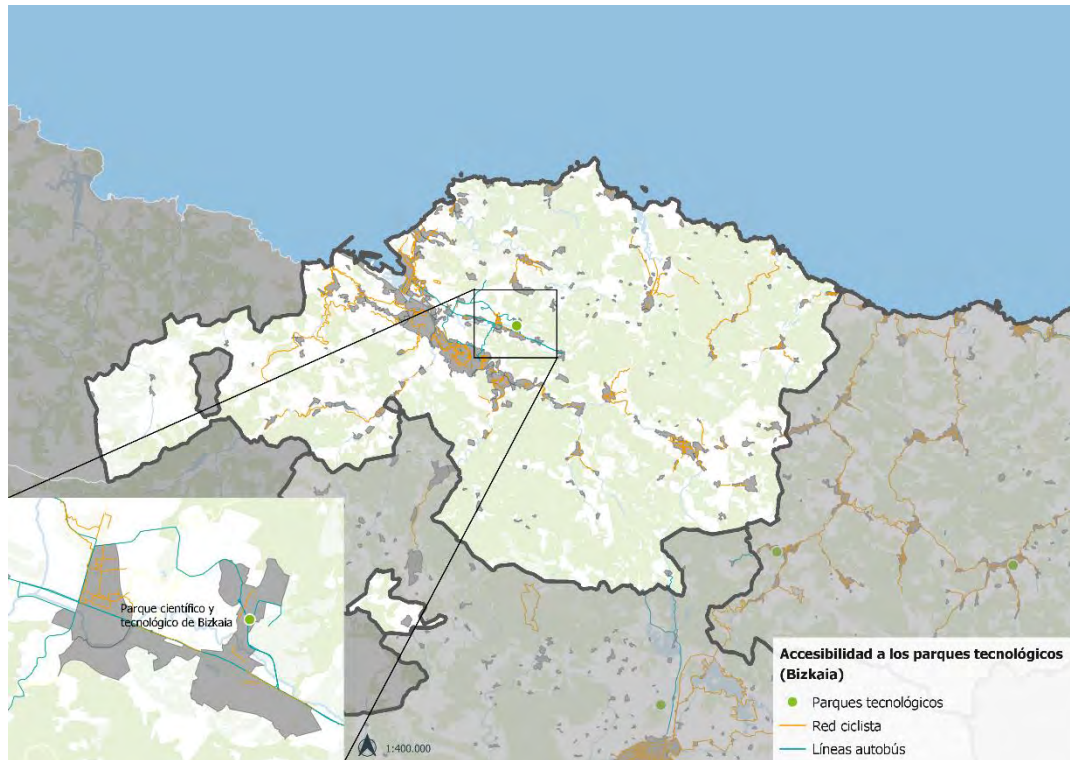 Parque científico y
tecnológico de Bizkaia
1:400.000
Accesibilidad a los parques tecnológicos
(Bizkaia)
Parques tecnológicos
Red ciclista
Líneas autobús